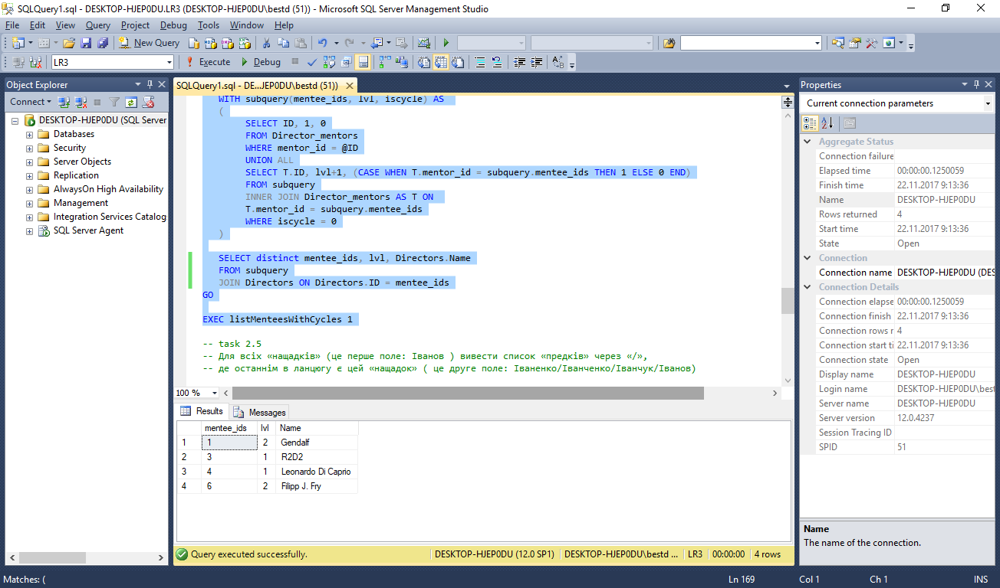 SQLQuery1.sql - DESKTOP-HJEP0DU.LR3 (DESKTOP-HJEP0DU\bestd (51)) - Microsoft SQL Server Management Studio
File Edit View Query Project Debug Tools Window Help
New Query
LR3 Execute Debug
Object Explorer
Connect
DESKTOP-HJEP0DU (SQL Server
Databases
Security
Server Objects
Replication
AlwaysOn High Availability
Management
Integration Services Catalog
SQL Server Agent
SQLQuery1.sql - DE...JEP0DU\bestd (51))
WITH subquery(mentee_ids, lvl, iscycle) AS
(
SELECT ID, 1, 0
FROM Director_mentors
WHERE mentor_id = @ID
UNION ALL
SELECT T.ID, lvl+1, (CASE WHEN T.mentor_id = subquery.mentee_ids THEN 1 ELSE 0 END)
FROM subquery
INNER JOIN Director_mentors AS T ON
T.mentor_id = subquery.mentee_ids
WHERE iscycle = 0
)
SELECT distinct mentee_ids, lvl, Directors.Name
FROM subquery
JOIN Directors ON Directors.ID = mentee_ids
GO
EXEC listMenteesWithCycles 1
-- task 2.5
-- Для всіх «нащадків» (це перше поле: Іванов ) вивести список «предків» через «/»,
-- де останнім в ланцюгу є цей «нащадок» ( це друге поле: Іваненко/Іванченко/Іванчук/Іванов)
100 %
Results Messages
mentee_ids lvl Name
1 1 2 Gendalf
2 3 1 R2D2
3 4 1 Leonardo Di Caprio
4 6 2 Filipp J. Fry
Query executed successfully. DESKTOP-HJEP0DU (12.0 SP1) DESKTOP-HJEP0DU\bestd ... LR3 00:00:00 4 rows
Properties
Current connection parameters
Aggregate Status
Connection failure
Elapsed time 00:00:00.1250059
Finish time 22.11.2017 9:13:36
Name DESKTOP-HJEP0DU
Rows returned 4
Start time 22.11.2017 9:13:36
State Open
Connection
Connection name DESKTOP-HJEP0DU (DES
Connection Details
Connection elapse 00:00:00.1250059
Connection finish 22.11.2017 9:13:36
Connection rows r 4
Connection start ti 22.11.2017 9:13:36
Connection state Open
Display name DESKTOP-HJEP0DU
Login name DESKTOP-HJEP0DU\best
Server name DESKTOP-HJEP0DU
Server version 12.0.4237
Session Tracing ID
SPID 51
Name
The name of the connection.
Matches: ( Ln 169 Col 1 Ch 1 INS